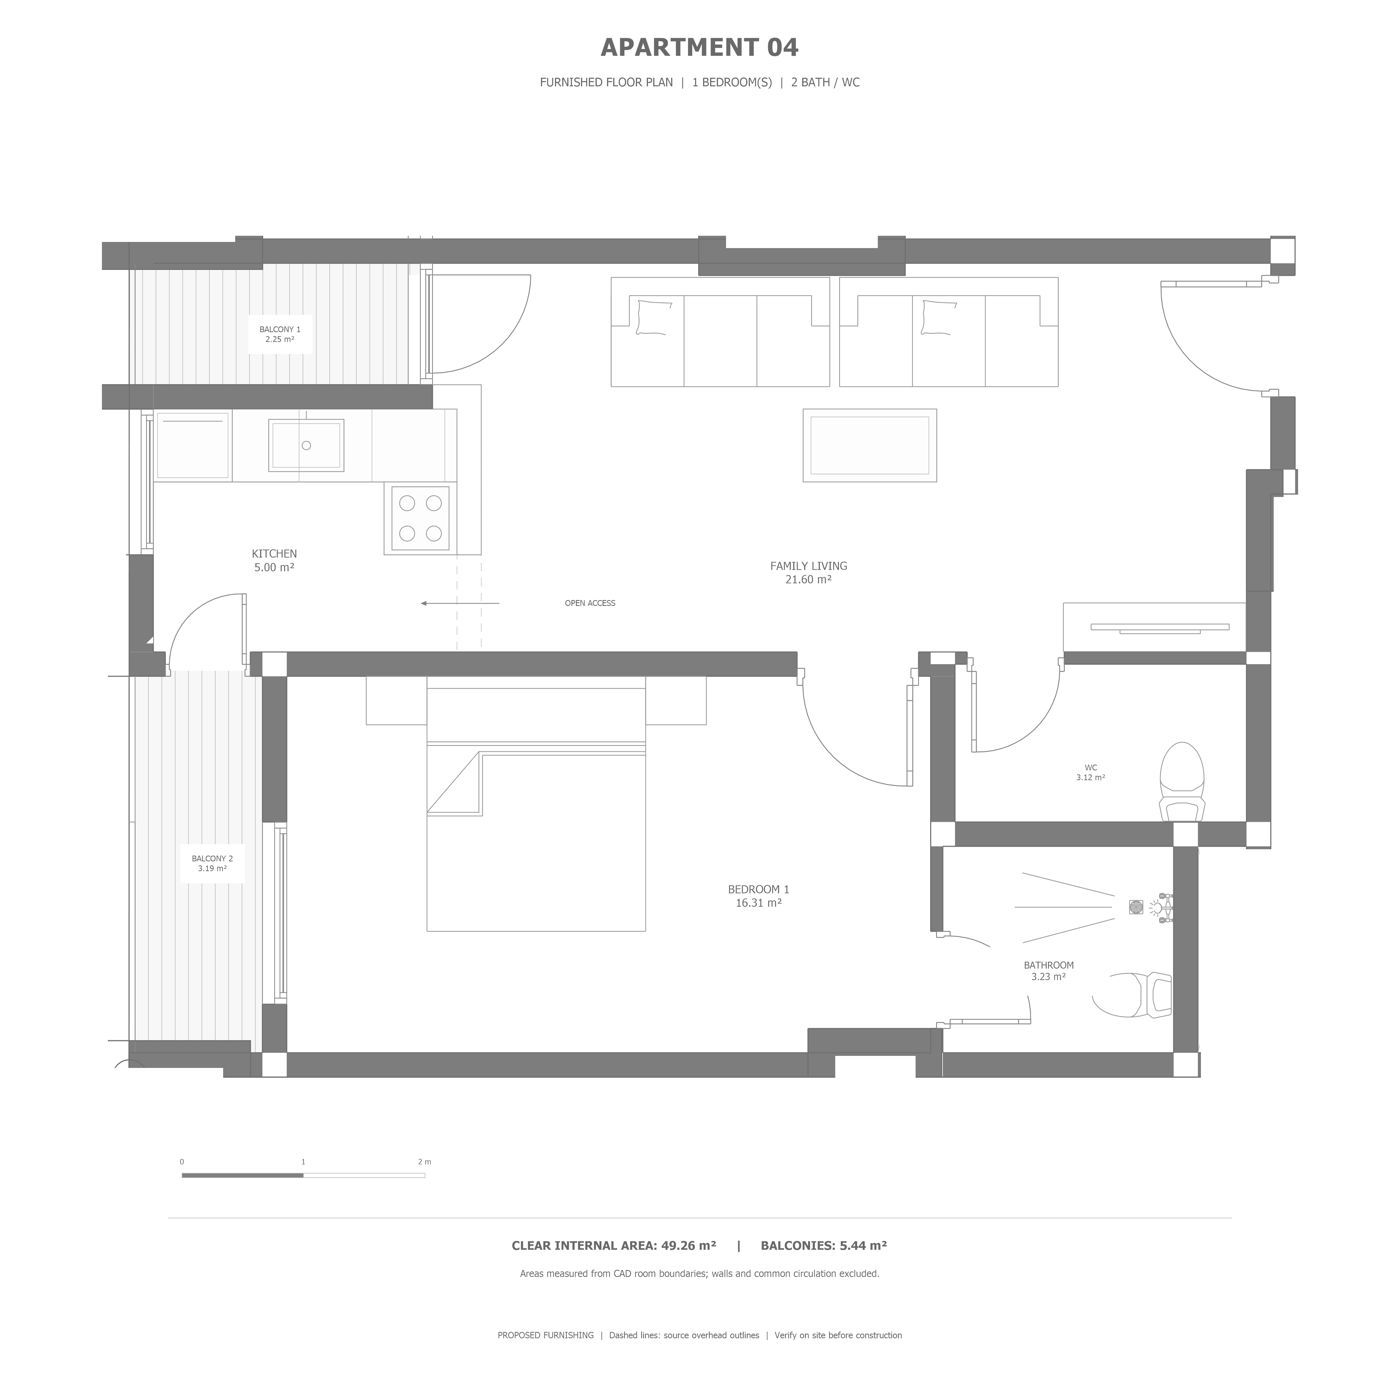 APARTMENT 04
FURNISHED FLOOR PLAN | 1 BEDROOM(S) | 2 BATH / WC
BALCONY 1
2.25 m²
KITCHEN
5.00 m²
FAMILY LIVING
21.60 m²
OPEN ACCESS
WC
3.12 m²
BALCONY 2
3.19 m²
BEDROOM 1
16.31 m²
BATHROOM
3.23 m²
0 1 2 m
CLEAR INTERNAL AREA: 49.26 m² | BALCONIES: 5.44 m²
Areas measured from CAD room boundaries; walls and common circulation excluded.
PROPOSED FURNISHING | Dashed lines: source overhead outlines | Verify on site before construction